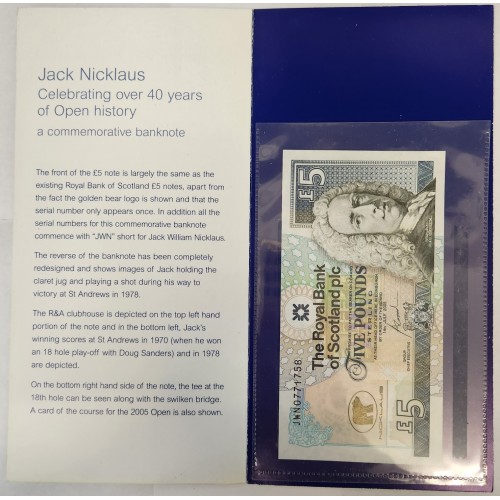 Jack Nicklaus
Celebrating over 40 years
of Open history
a commemorative banknote
The front of the £5 note is largely the same as the
existing Royal Bank of Scotland £5 notes, apart from
the fact the golden bear logo is shown and that the
serial number only appears once. In addition all the
serial numbers for this commemorative banknote
commence with "JWN" short for Jack William Nicklaus.
The reverse of the banknote has been completely
redesigned and shows images of Jack holding the
claret jug and playing a shot during his way to
victory at St Andrews in 1978.
The R&A clubhouse is depicted on the top left hand
portion of the note and in the bottom left, Jack's
winning scores at St Andrews in 1970 (when he won
an 18 hole play-off with Doug Sanders) and in 1978
are depicted.
On the bottom right hand side of the note, the tee at the
18th hole can be seen along with the swilken bridge.
A card of the course for the 2005 Open is also shown.
£5
The Royal Bank
of Scotland plc
FIVE POUNDS
STERLING
JWN0771758
NICKLAUS
£5